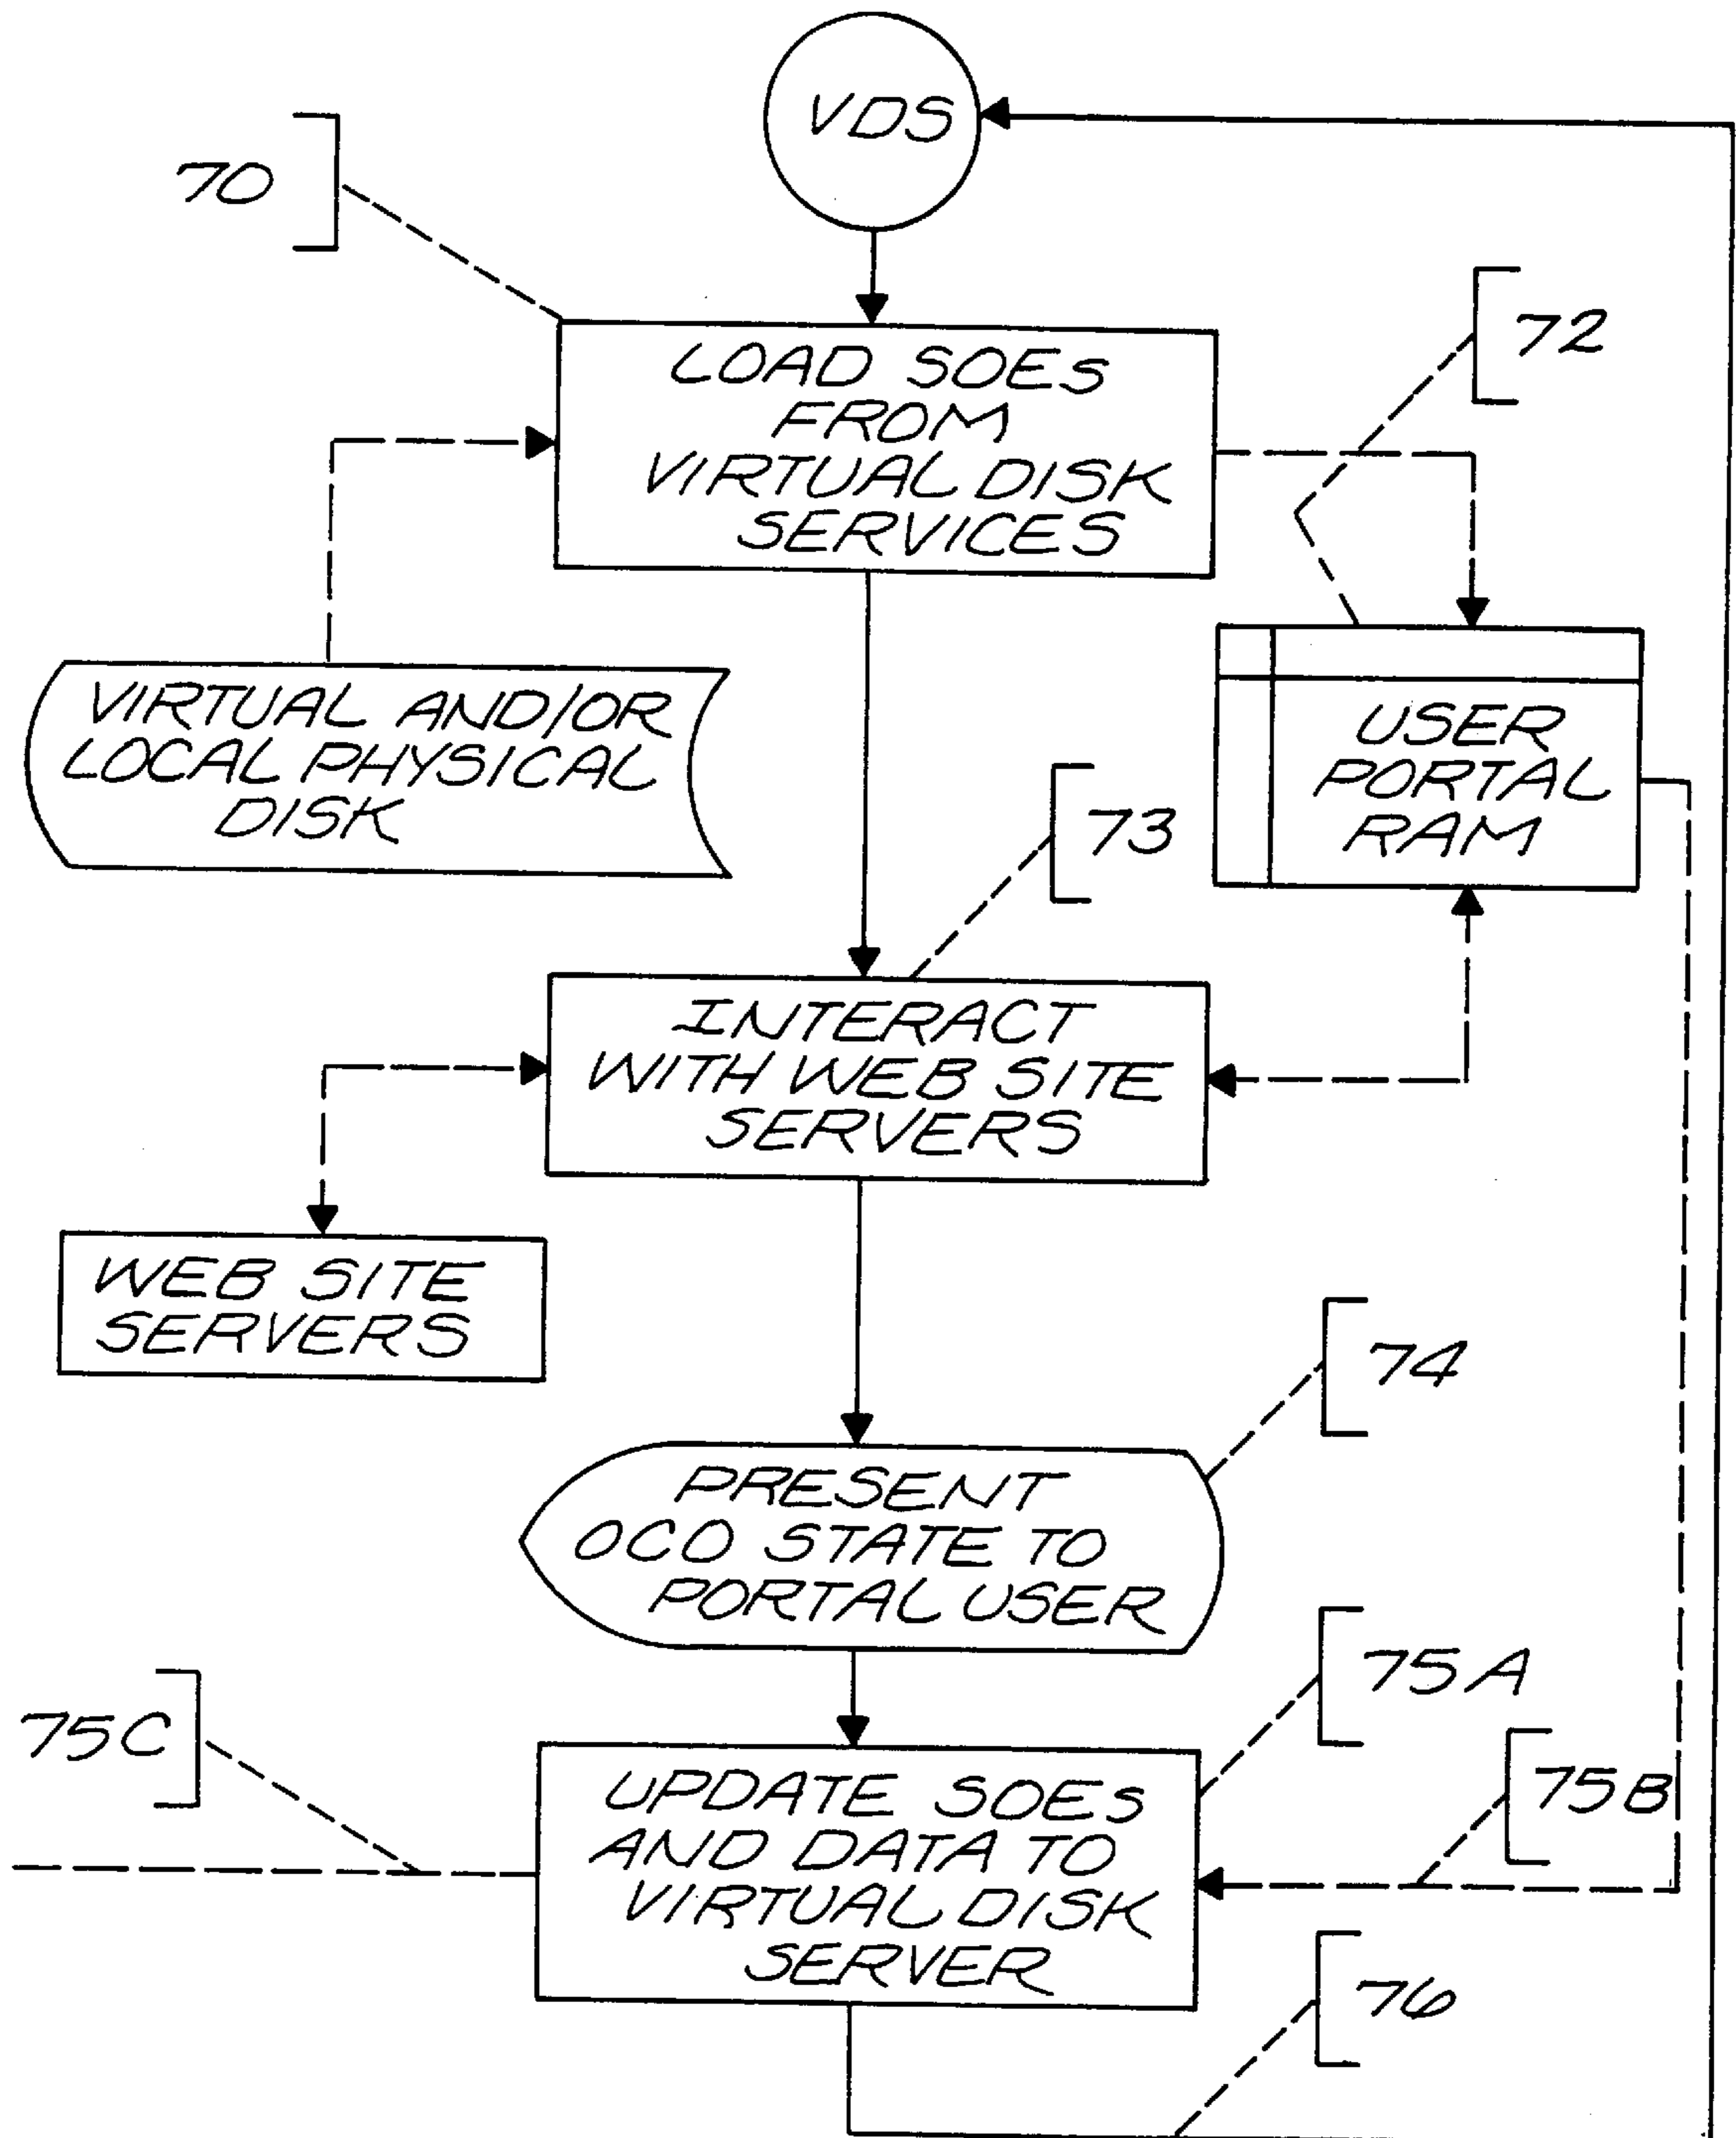 VDS
70
LOAD SOES
FROM
VIRTUAL DISK
SERVICES
72
VIRTUAL AND/OR
LOCAL PHYSICAL
DISK
USER
PORTAL
RAM
73
INTERACT
WITH WEB SITE
SERVERS
WEB SITE
SERVERS
74
PRESENT
OCO STATE TO
PORTAL USER
75A
75C
75B
UPDATE SOES
AND DATA TO
VIRTUAL DISK
SERVER
76